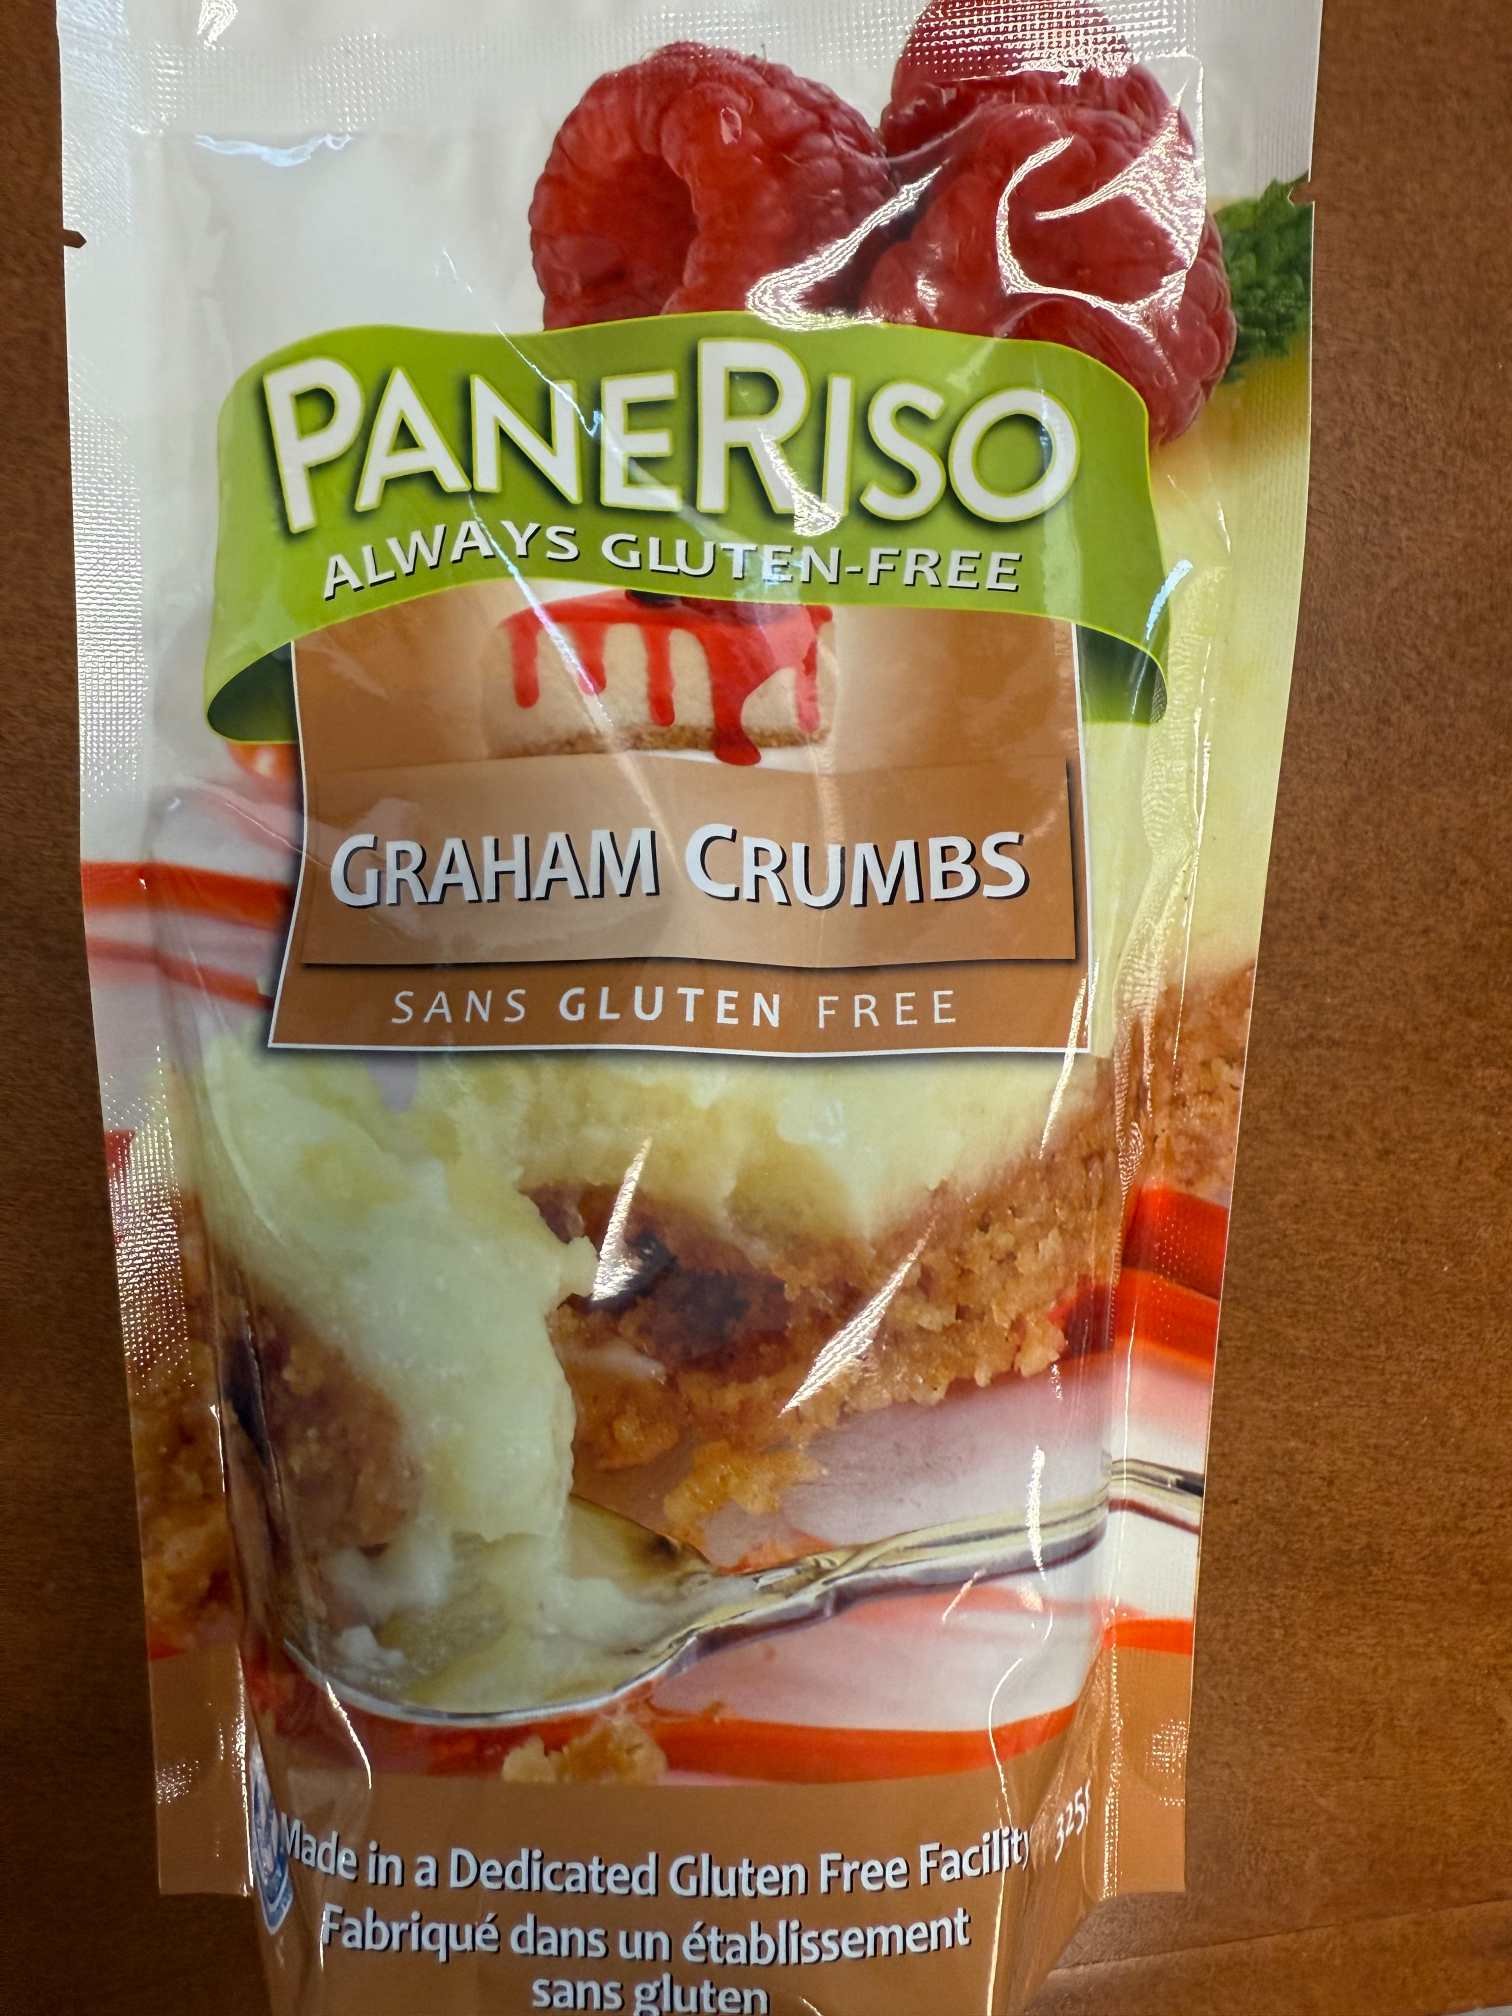 PANERISO
ALWAYS GLUTEN-FREE
GRAHAM CRUMBS
SANS GLUTEN FREE
Made in a Dedicated Gluten Free Facility
Fabriqué dans un établissement
sans gluten